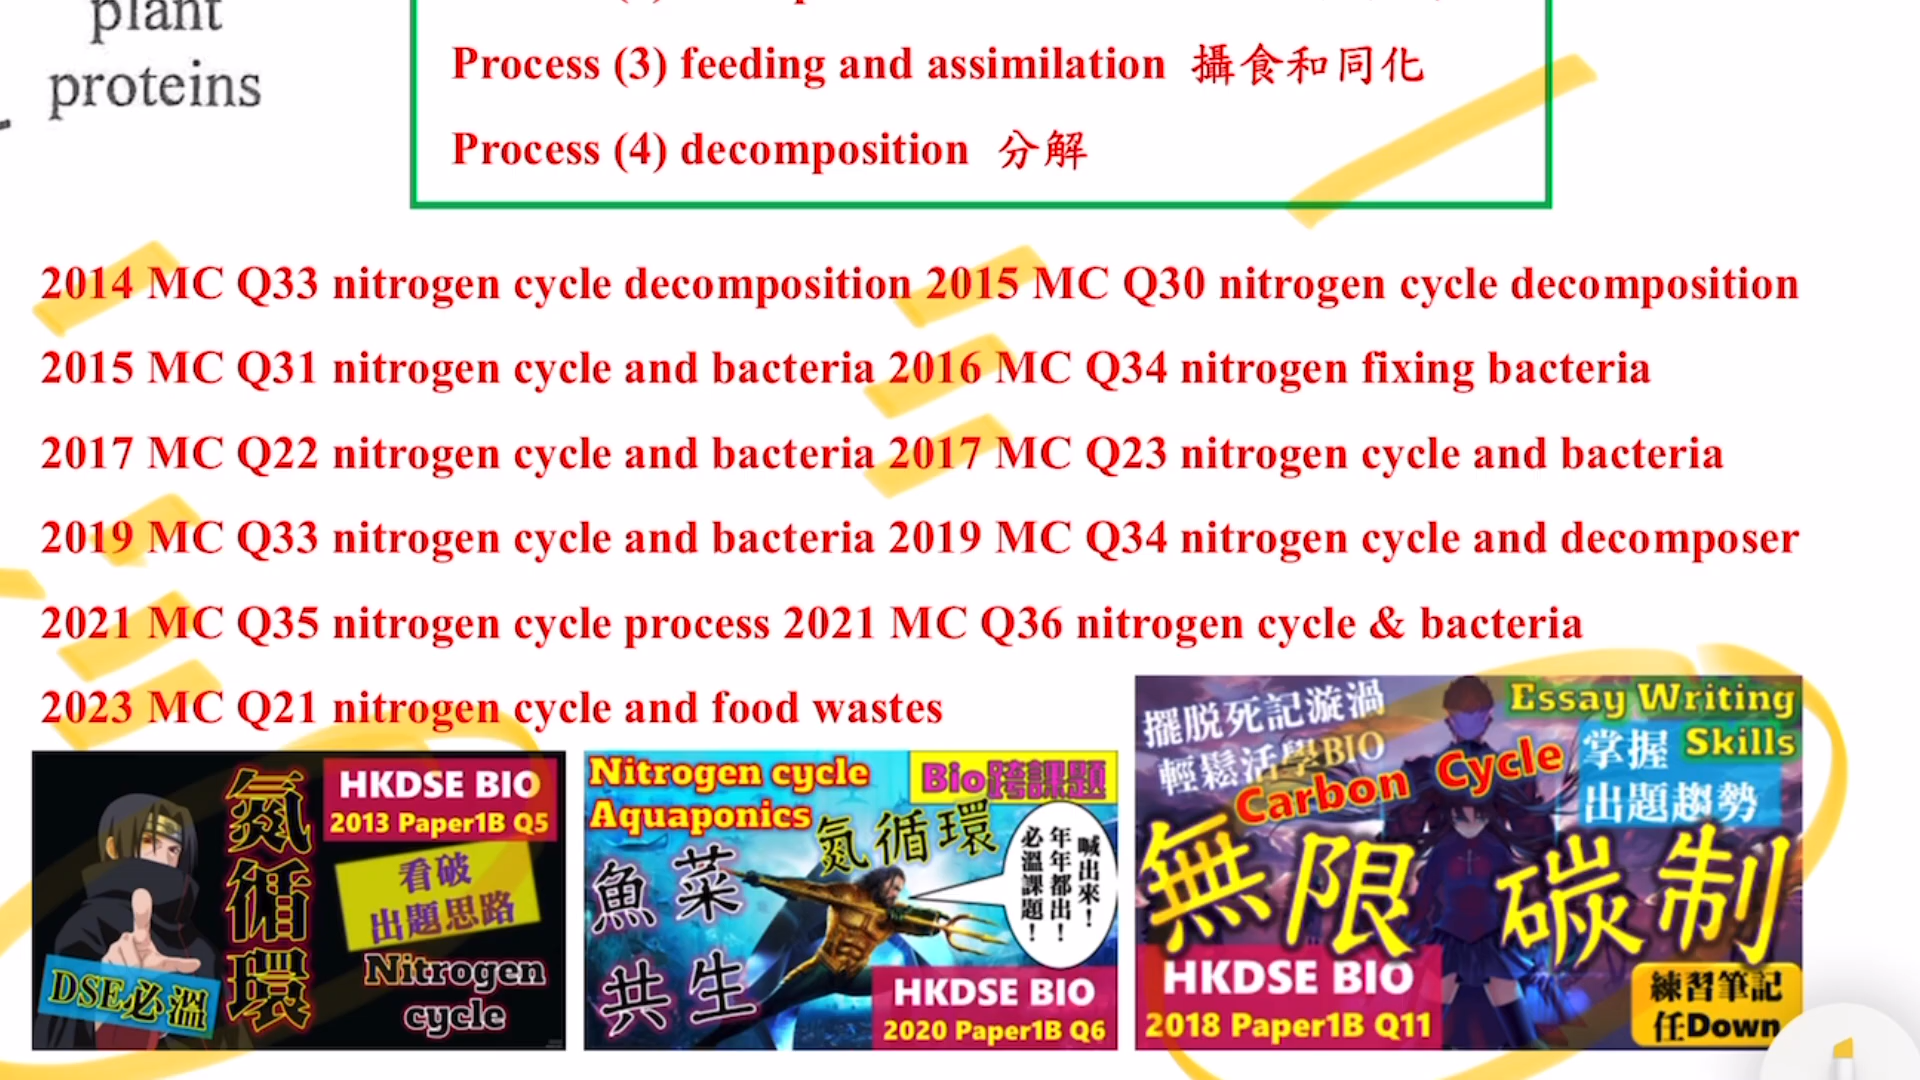 plant
proteins
Process (3) feeding and assimilation 攝食和同化
Process (4) decomposition 分解
2014 MC Q33 nitrogen cycle decomposition 2015 MC Q30 nitrogen cycle decomposition
2015 MC Q31 nitrogen cycle and bacteria 2016 MC Q34 nitrogen fixing bacteria
2017 MC Q22 nitrogen cycle and bacteria 2017 MC Q23 nitrogen cycle and bacteria
2019 MC Q33 nitrogen cycle and bacteria 2019 MC Q34 nitrogen cycle and decomposer
2021 MC Q35 nitrogen cycle process 2021 MC Q36 nitrogen cycle & bacteria
2023 MC Q21 nitrogen cycle and food wastes
氮循環
HKDSE BIO
2013 Paper1B Q5
看破
出題思路
DSE必溫
Nitrogen
cycle
Nitrogen cycle
Aquaponics
Bio跨課題
氮循環
魚菜
共生
喊出來！
年年都出！
必溫課題！
HKDSE BIO
2020 Paper1B Q6
擺脱死記漩渦
輕鬆活學BIO
Essay Writing
Skills
Carbon Cycle
掌握
出題趨勢
無限碳制
HKDSE BIO
2018 Paper1B Q11
練習筆記
任Down